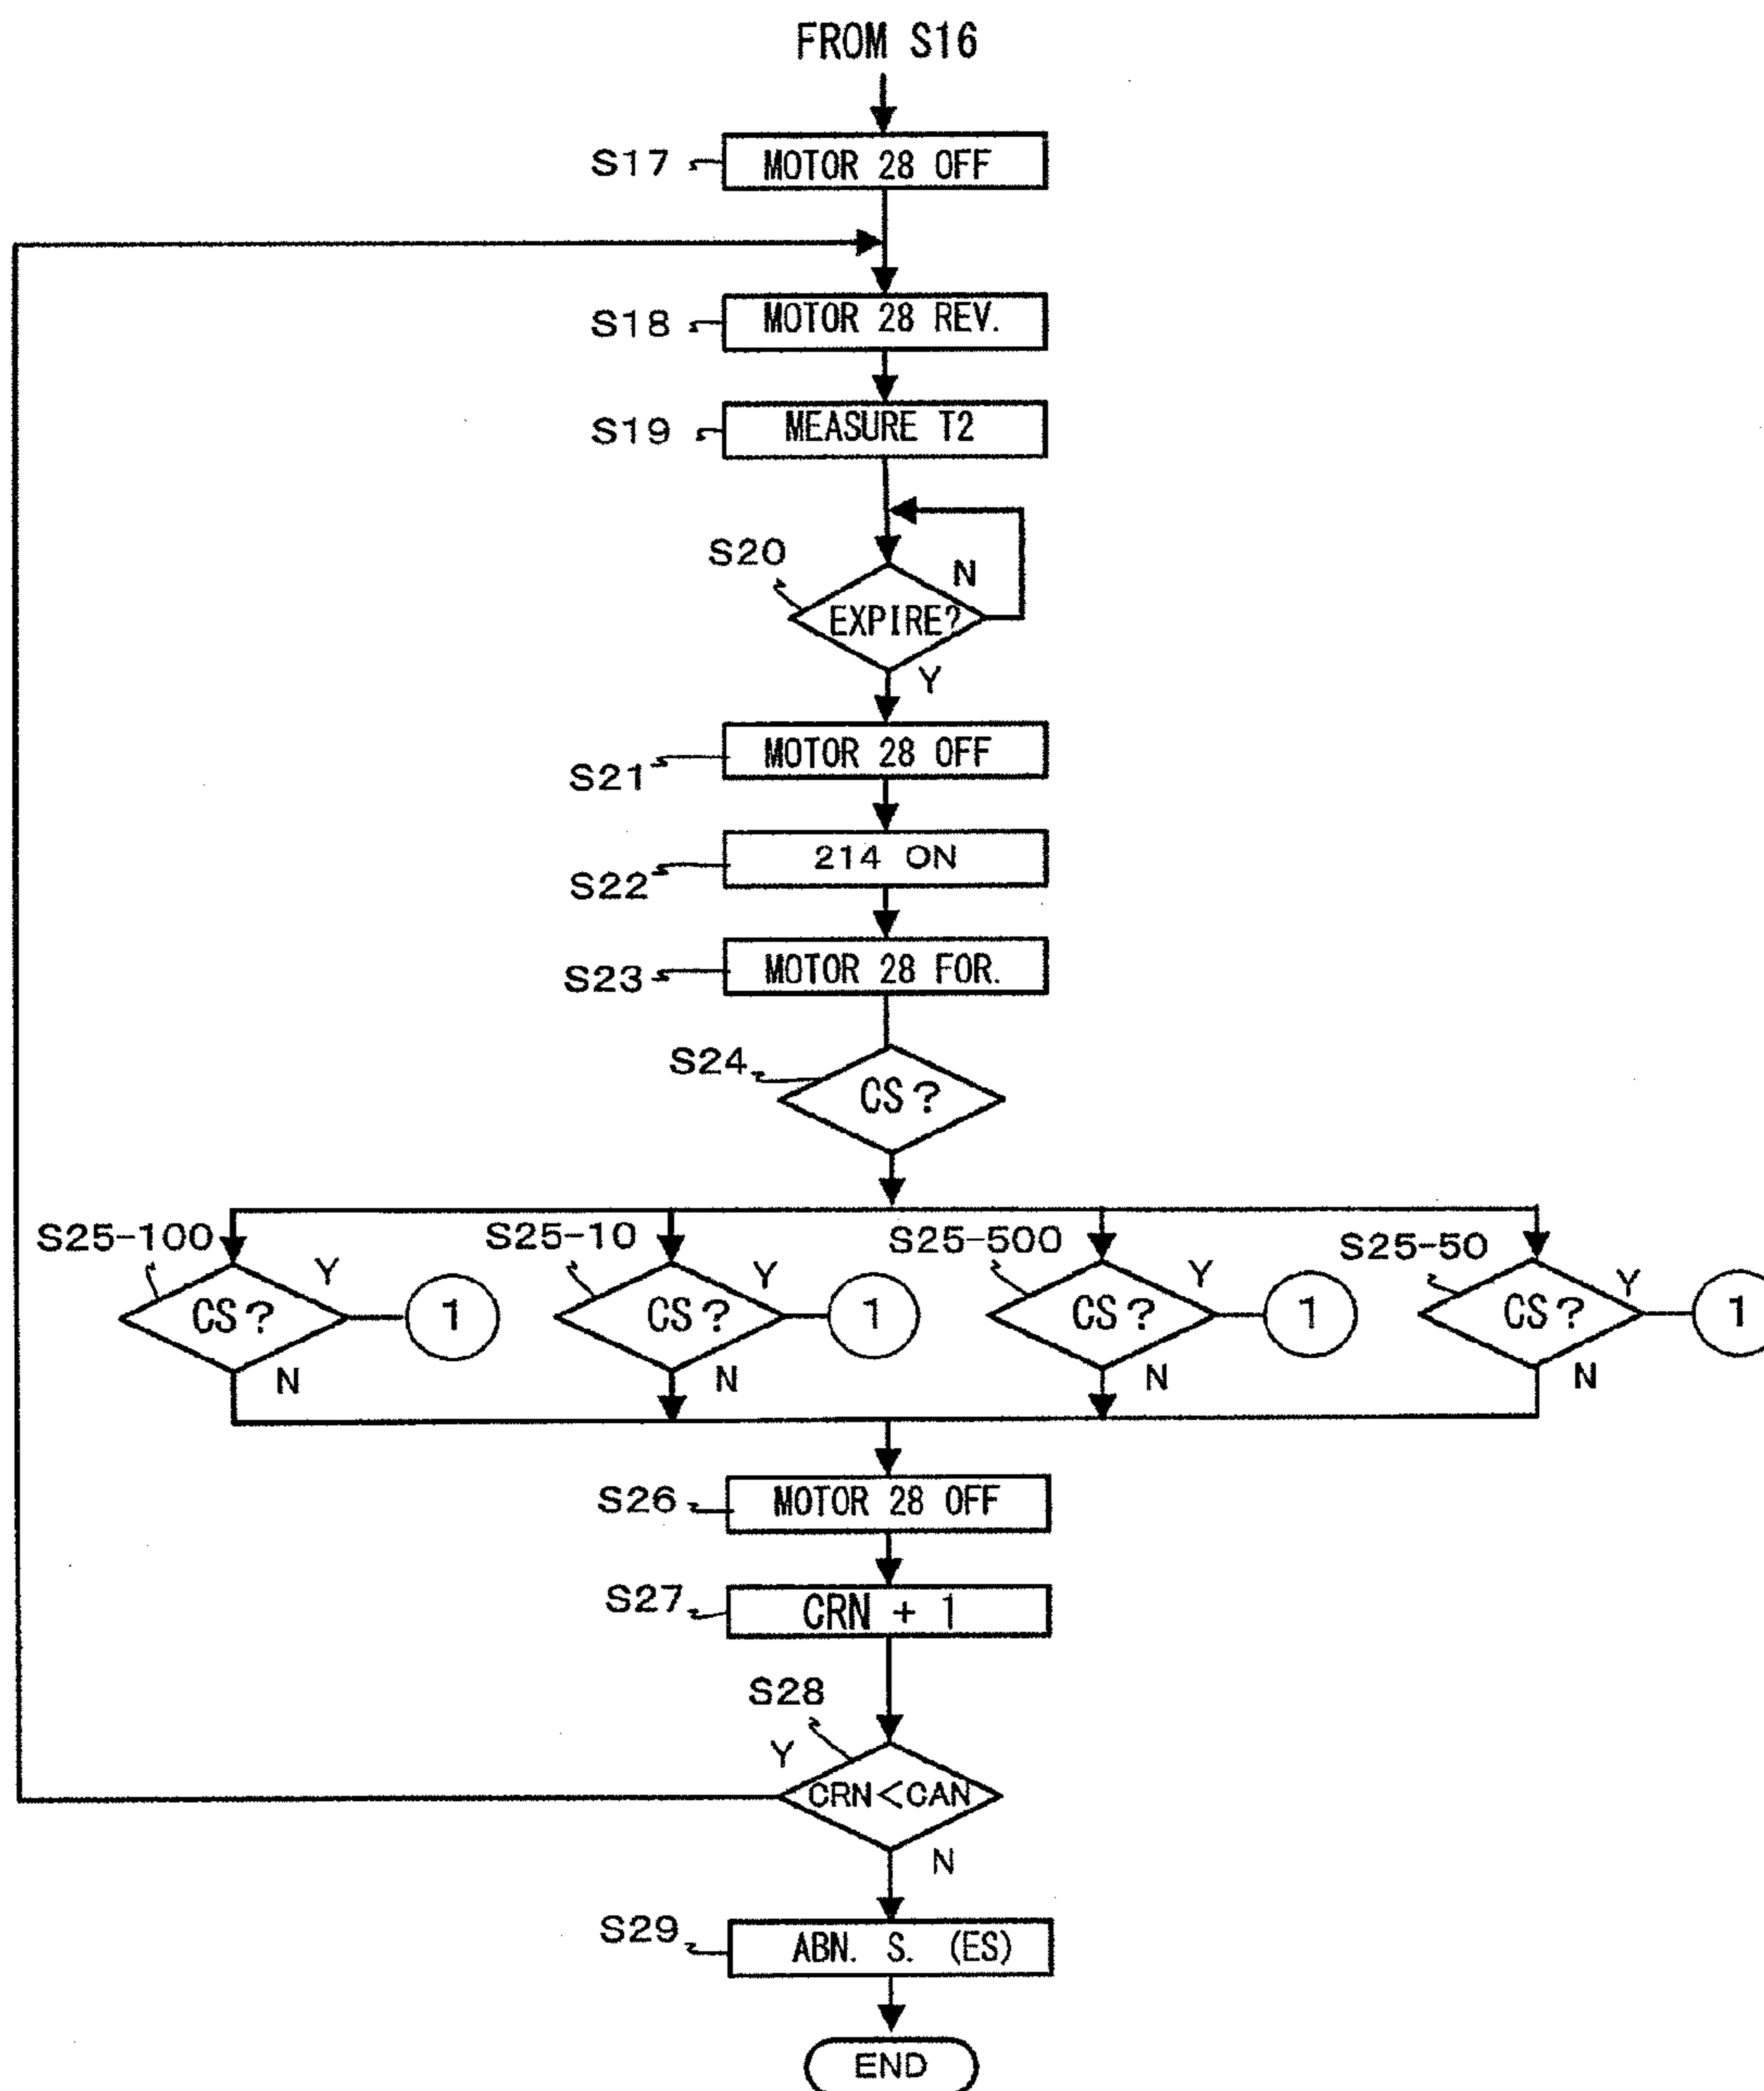 FROM S16
S17 MOTOR 28 OFF
S18 MOTOR 28 REV.
S19 MEASURE T2
S20 EXPIRE?
N
Y
S21 MOTOR 28 OFF
S22 214 ON
S23 MOTOR 28 FOR.
S24 CS?
S25-100 CS? Y 1
N
S25-10 CS? Y 1
N
S25-500 CS? Y 1
N
S25-50 CS? Y 1
N
S26 MOTOR 28 OFF
S27 CRN + 1
S28 CRN<CAN
Y
N
S29 ABN. S. (ES)
END